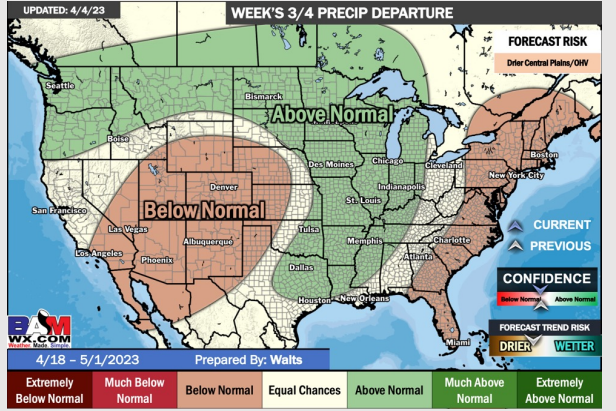 UPDATED: 4/4/23
WEEK'S 3/4 PRECIP DEPARTURE
FORECAST RISK
Drier Central Plains/OHV
Seattle
Bismarck
Above Normal
Boise
Boston
Des Moines
Chicago
Cleveland
New York City
Indianapolis
Denver
St. Louis
Below Normal
San Francisco
Las Vegas
Tulsa
CURRENT
Albuquerque
Memphis
Charlotte
PREVIOUS
Los Angeles
Phoenix
Atlanta
Dallas
CONFIDENCE
Below Normal
Above Normal
Houston
New Orleans
BAM
WX.COM
Weather. Made. Simple.
FORECAST TREND RISK
DRIER
WETTER
Miami
4/18 – 5/1/2023
Prepared By: Walts
Extremely Below Normal
Much Below Normal
Below Normal
Equal Chances
Above Normal
Much Above Normal
Extremely Above Normal